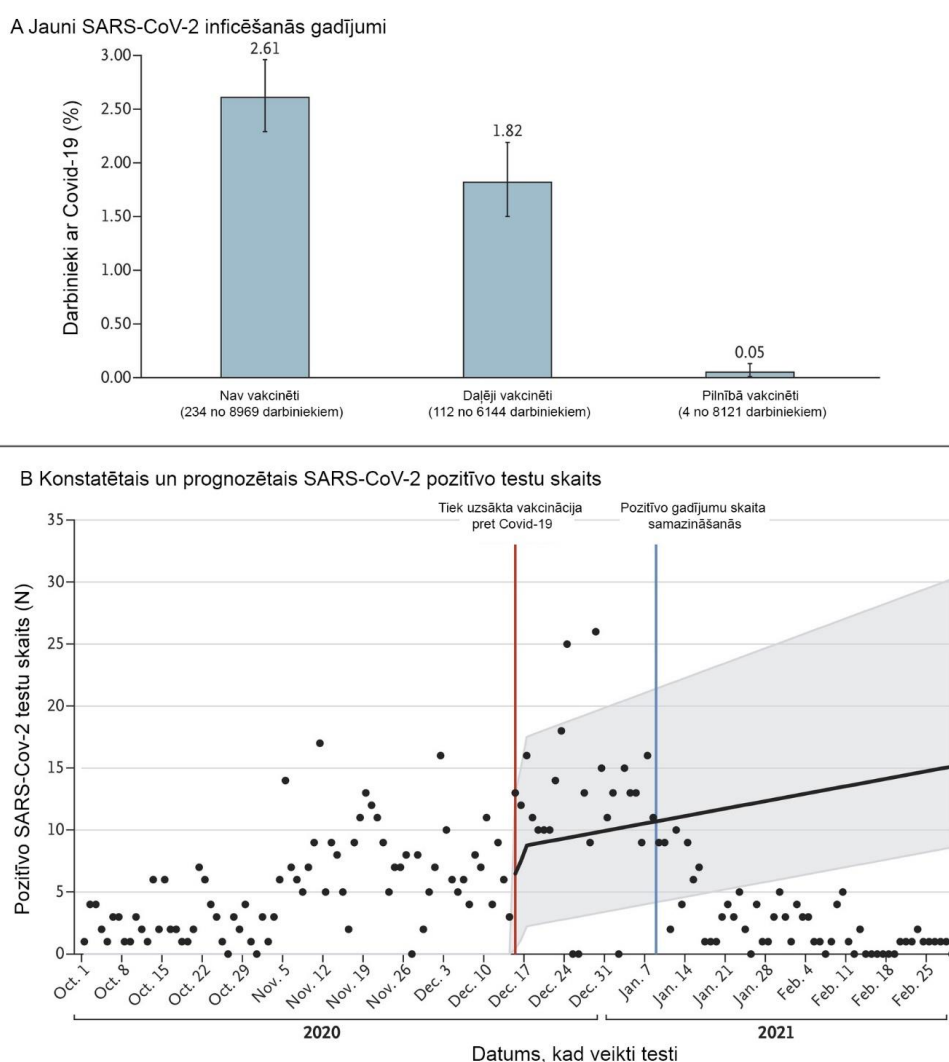 A Jauni SARS-CoV-2 inficēšanās gadījumi
Darbinieki ar Covid-19 (%)
3.00
2.50
2.00
1.50
1.00
0.50
0.00
2.61
1.82
0.05
Nav vakcinēti
(234 no 8969 darbiniekiem)
Daļēji vakcinēti
(112 no 6144 darbiniekiem)
Pilnībā vakcinēti
(4 no 8121 darbiniekiem)
B Konstatētais un prognozētais SARS-CoV-2 pozitīvo testu skaits
Tiek uzsākta vakcinācija
pret Covid-19
Pozitīvo gadījumu skaita
samazināšanās
Pozitīvo SARS-Cov-2 testu skaits (N)
35
30
25
20
15
10
5
0
Oct. 1
Oct. 8
Oct. 15
Oct. 22
Oct. 29
Nov. 5
Nov. 12
Nov. 19
Nov. 26
Dec. 3
Dec. 10
Dec. 17
Dec. 24
Dec. 31
Jan. 7
Jan. 14
Jan. 21
Jan. 28
Feb. 4
Feb. 11
Feb. 18
Feb. 25
2020
2021
Datums, kad veikti testi